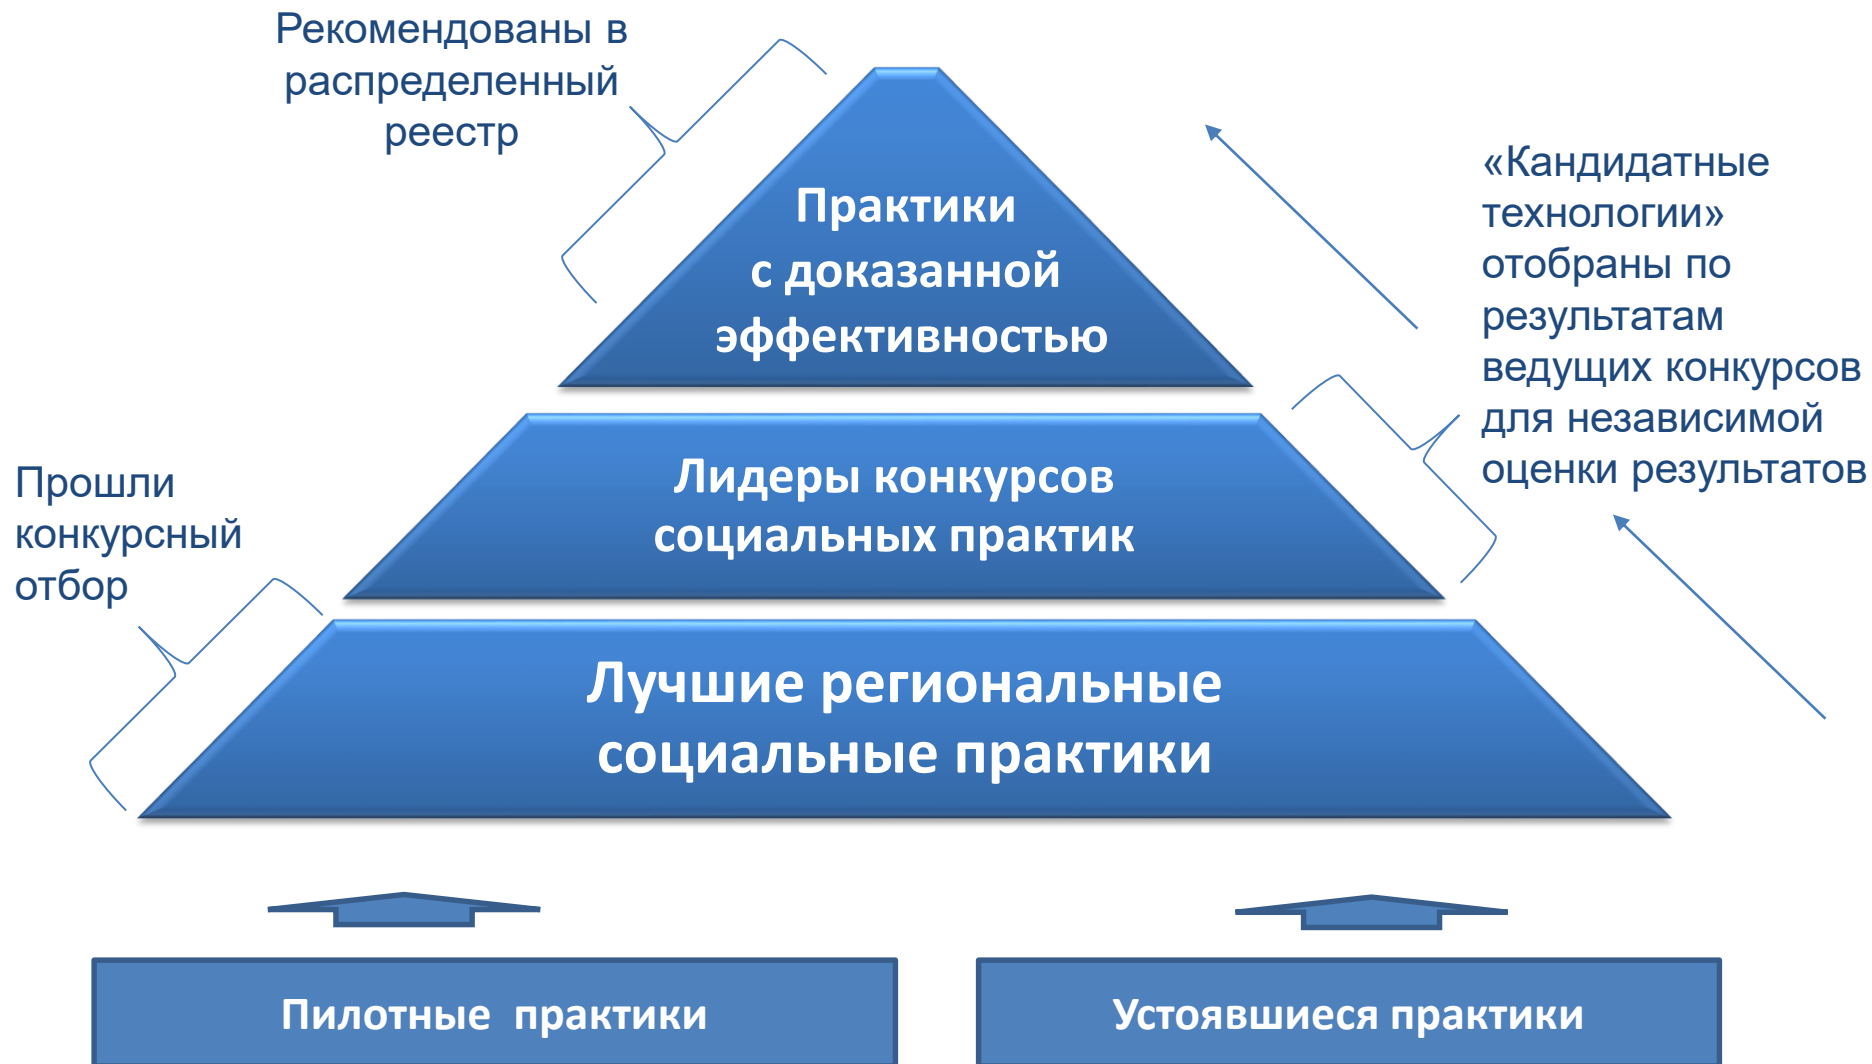 Рекомендованы в
распределенный
реестр
«Кандидатные
технологии»
отобраны по
результатам
ведущих конкурсов
для независимой
оценки результатов
Практики
с доказанной
эффективностью
Лидеры конкурсов
социальных практик
Прошли
конкурсный
отбор
Лучшие региональные
социальные практики
Пилотные практики
Устоявшиеся практики